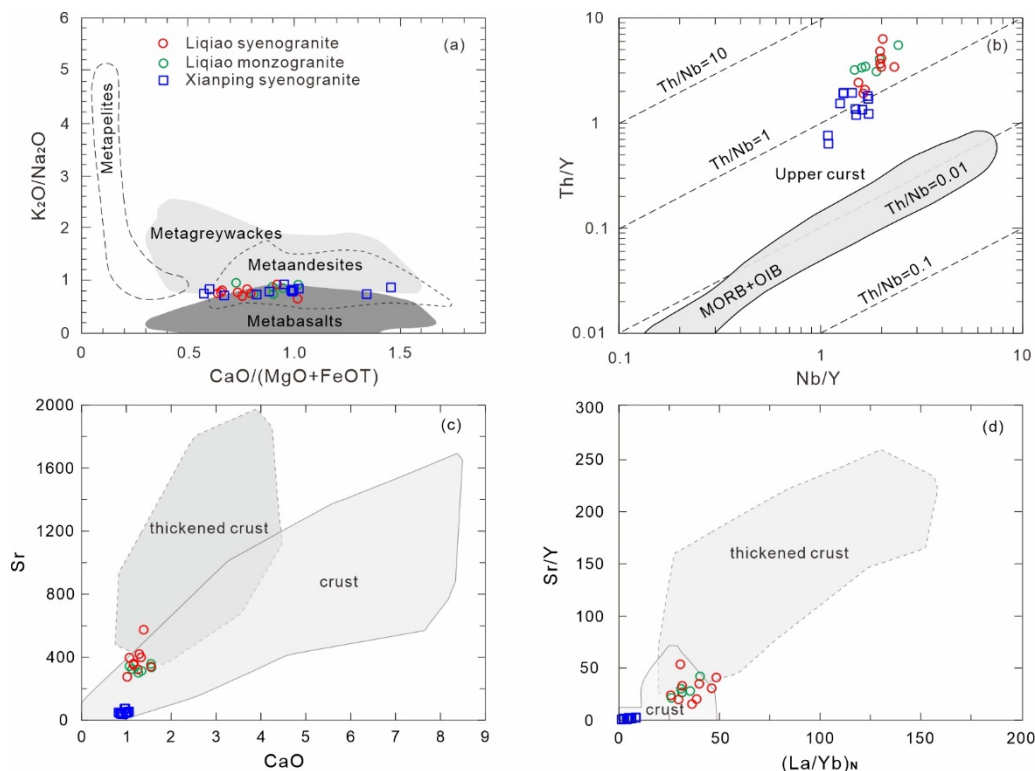 (a)
Liqiao syenogranite
Liqiao monzogranite
Xianping syenogranite
6
5
4
3
2
1
0
K₂O/Na₂O
Metapelites
Metagreywackes
Metaandesites
Metabasalts
0 0.5 1.0 1.5
CaO/(MgO+FeOT)
(b)
10
1
0.1
0.01
Th/Y
Th/Nb=10
Th/Nb=1
Upper curst
Th/Nb=0.01
MORB+OIB
Th/Nb=0.1
0.1 1 10
Nb/Y
(c)
2000
1600
1200
800
400
0
Sr
thickened crust
crust
0 1 2 3 4 5 6 7 8 9
CaO
(d)
300
250
200
150
100
50
0
Sr/Y
thickened crust
crust
0 50 100 150 200
(La/Yb)N